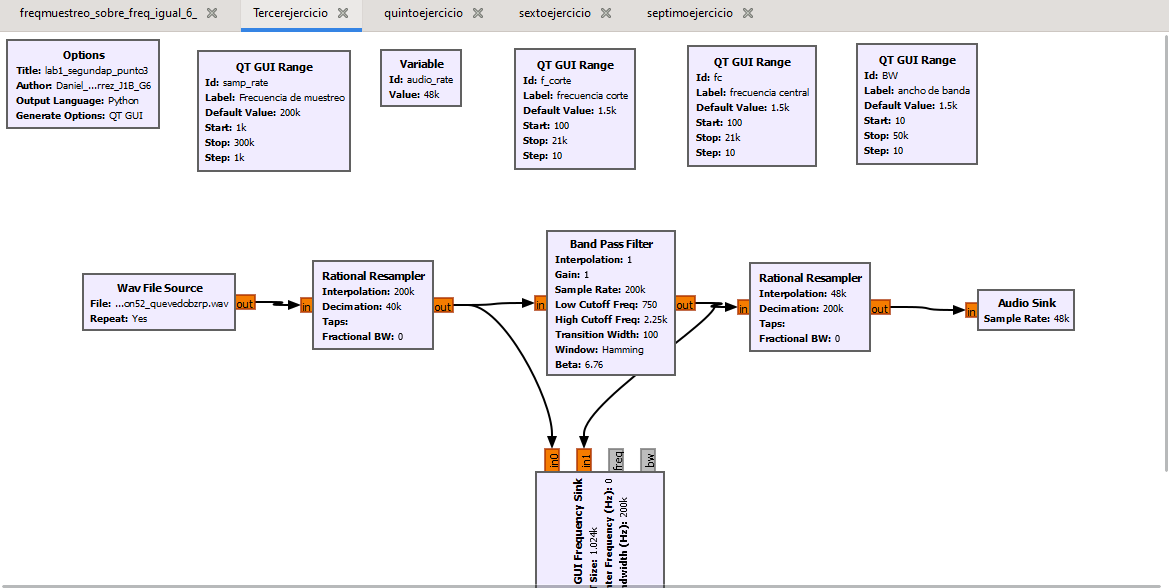 freqmuestreo_sobre_freq_igual_6_
Tercerejercicio
quintoejercicio
sextoejercicio
septimoejercicio
Options
Title: lab1_segundap_punto3
Author: Daniel_...rrez_J1B_G6
Output Language: Python
Generate Options: QT GUI
QT GUI Range
Id: samp_rate
Label: Frecuencia de muestreo
Default Value: 200k
Start: 1k
Stop: 300k
Step: 1k
Variable
Id: audio_rate
Value: 48k
QT GUI Range
Id: f_corte
Label: frecuencia corte
Default Value: 1.5k
Start: 100
Stop: 21k
Step: 10
QT GUI Range
Id: fc
Label: frecuencia central
Default Value: 1.5k
Start: 100
Stop: 21k
Step: 10
QT GUI Range
Id: BW
Label: ancho de banda
Default Value: 1.5k
Start: 10
Stop: 50k
Step: 10
Wav File Source
File: ...on52_quevedobzrp.wav
Repeat: Yes
out
in
Rational Resampler
Interpolation: 200k
Decimation: 40k
Taps:
Fractional BW: 0
out
in
Band Pass Filter
Interpolation: 1
Gain: 1
Sample Rate: 200k
Low Cutoff Freq: 750
High Cutoff Freq: 2.25k
Transition Width: 100
Window: Hamming
Beta: 6.76
out
in
Rational Resampler
Interpolation: 48k
Decimation: 200k
Taps:
Fractional BW: 0
out
in
Audio Sink
Sample Rate: 48k
in0
in1
freq
bw
GUI Frequency Sink
Size: 1.024k
nter Frequency (Hz): 0
ndwidth (Hz): 200k